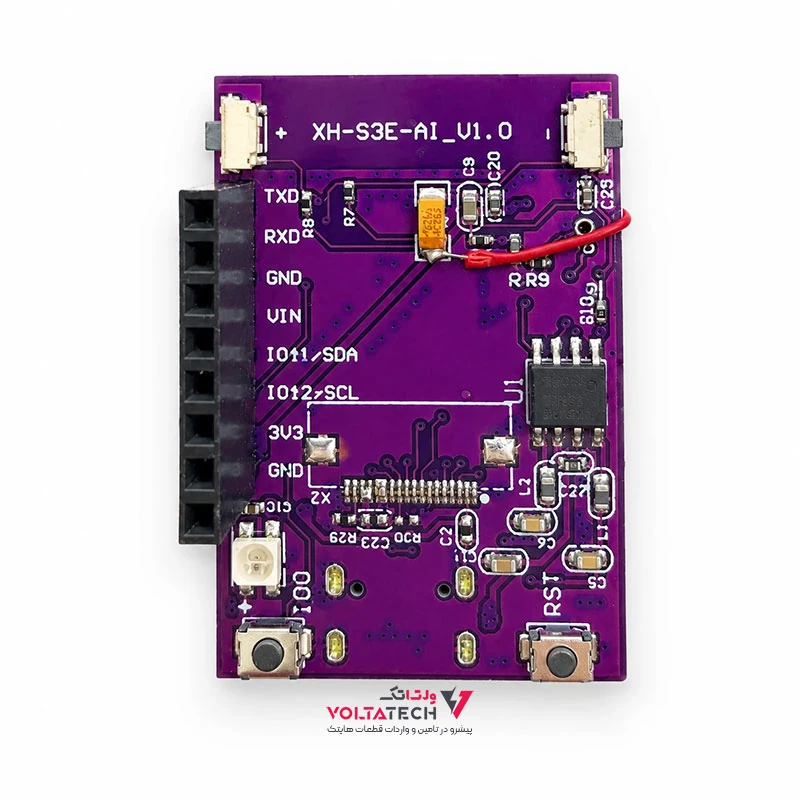 + XH-S3E-AI_V1.0 -
TXD
RXD
GND
VIN
IO11/SDA
IO12/SCL
3V3
GND
R8
R7
C9
C20
C25
R9
U1
X2
R29
C23
C2
L2
C22
L1
C6
C5
IO0
RST
ولتاتک
VOLTATECH
پیشرو در تامین و واردات قطعات هایتک